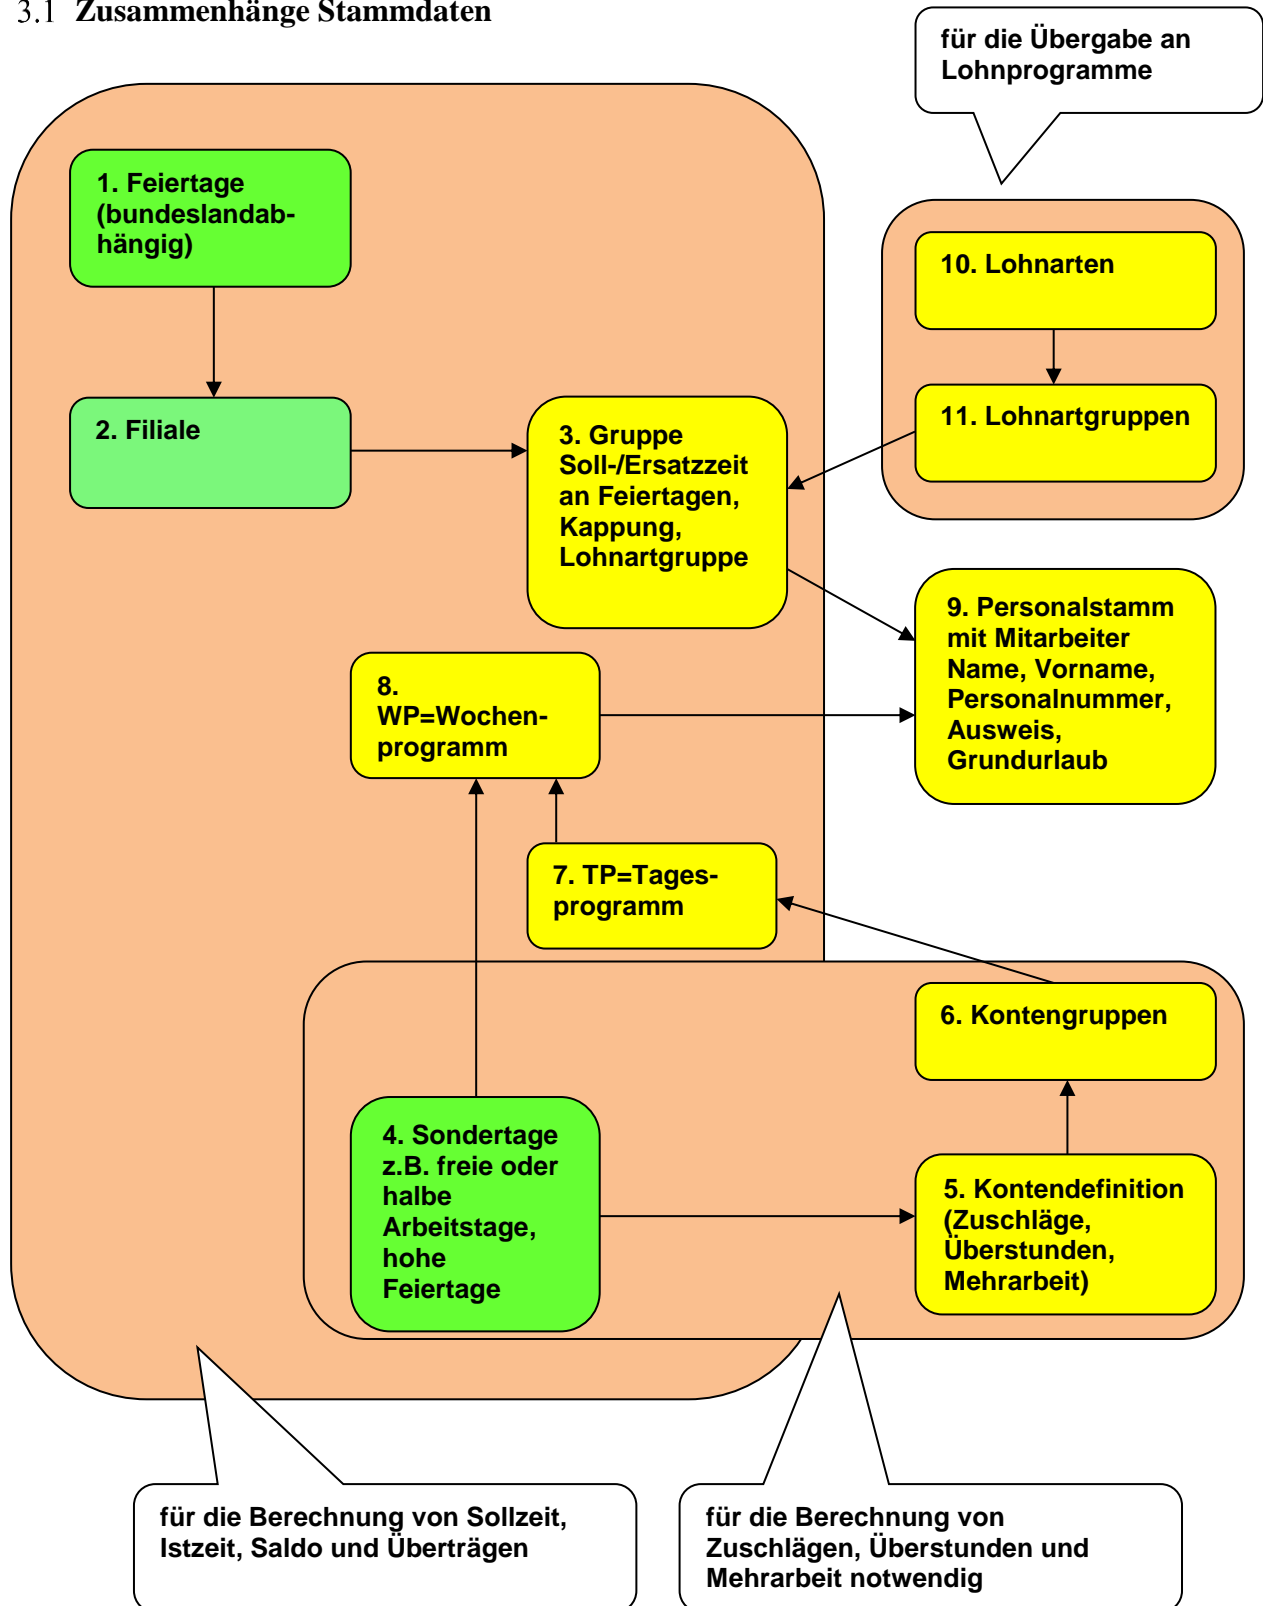 3.1 Zusammenhänge Stammdaten
für die Übergabe an
Lohnprogramme
1. Feiertage
(bundeslandab-
hängig)
10. Lohnarten
2. Filiale
3. Gruppe
Soll-/Ersatzzeit
an Feiertagen,
Kappung,
Lohnartgruppe
11. Lohnartgruppen
9. Personalstamm
mit Mitarbeiter
Name, Vorname,
Personalnummer,
Ausweis,
Grundurlaub
8.
WP=Wochen-
programm
7. TP=Tages-
programm
6. Kontengruppen
4. Sondertage
z.B. freie oder
halbe
Arbeitstage,
hohe
Feiertage
5. Kontendefinition
(Zuschläge,
Überstunden,
Mehrarbeit)
für die Berechnung von Sollzeit,
Istzeit, Saldo und Überträgen
für die Berechnung von
Zuschlägen, Überstunden und
Mehrarbeit notwendig